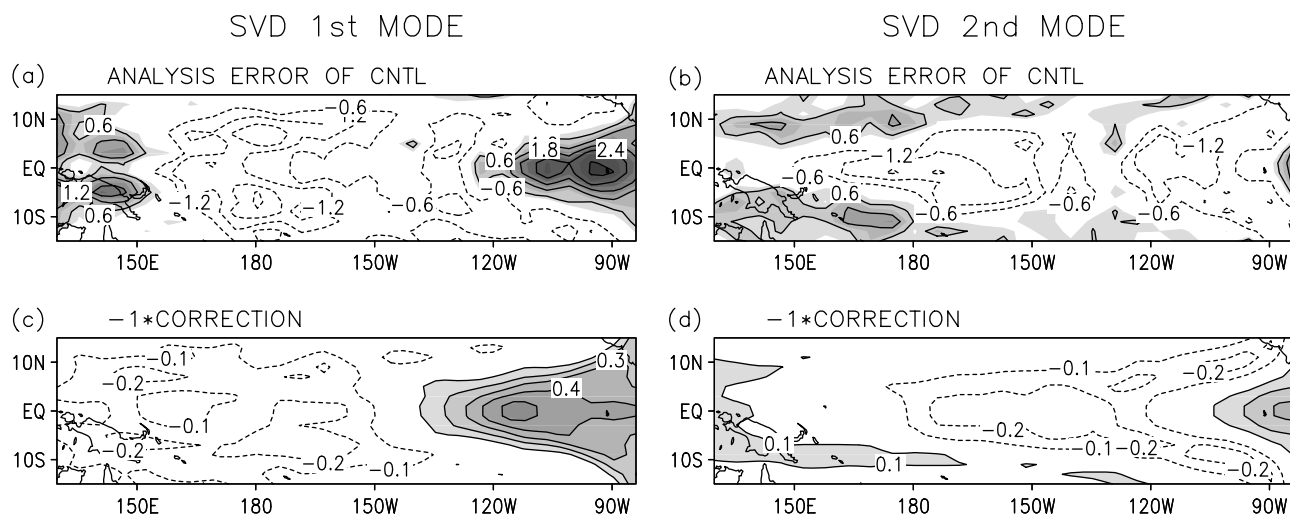 SVD 1st MODE
SVD 2nd MODE
(a) ANALYSIS ERROR OF CNTL
(b) ANALYSIS ERROR OF CNTL
10N
EQ
10S
0.6
−0.6
1.2
1.8
2.4
0.6
−0.6
1.2
0.6
−1.2
−1.2
−0.6
150E 180 150W 120W 90W
10N
EQ
10S
0.6
−1.2
−1.2
−0.6
0.6
−0.6
−0.6
−0.6
150E 180 150W 120W 90W
(c) −1*CORRECTION
(d) −1*CORRECTION
10N
EQ
10S
−0.1
0.3
−0.2
0.4
−0.1
−0.2
−0.2
−0.1
150E 180 150W 120W 90W
10N
EQ
10S
−0.1
−0.2
−0.2
0.1
−0.1
−0.2
0.1
−0.2
150E 180 150W 120W 90W